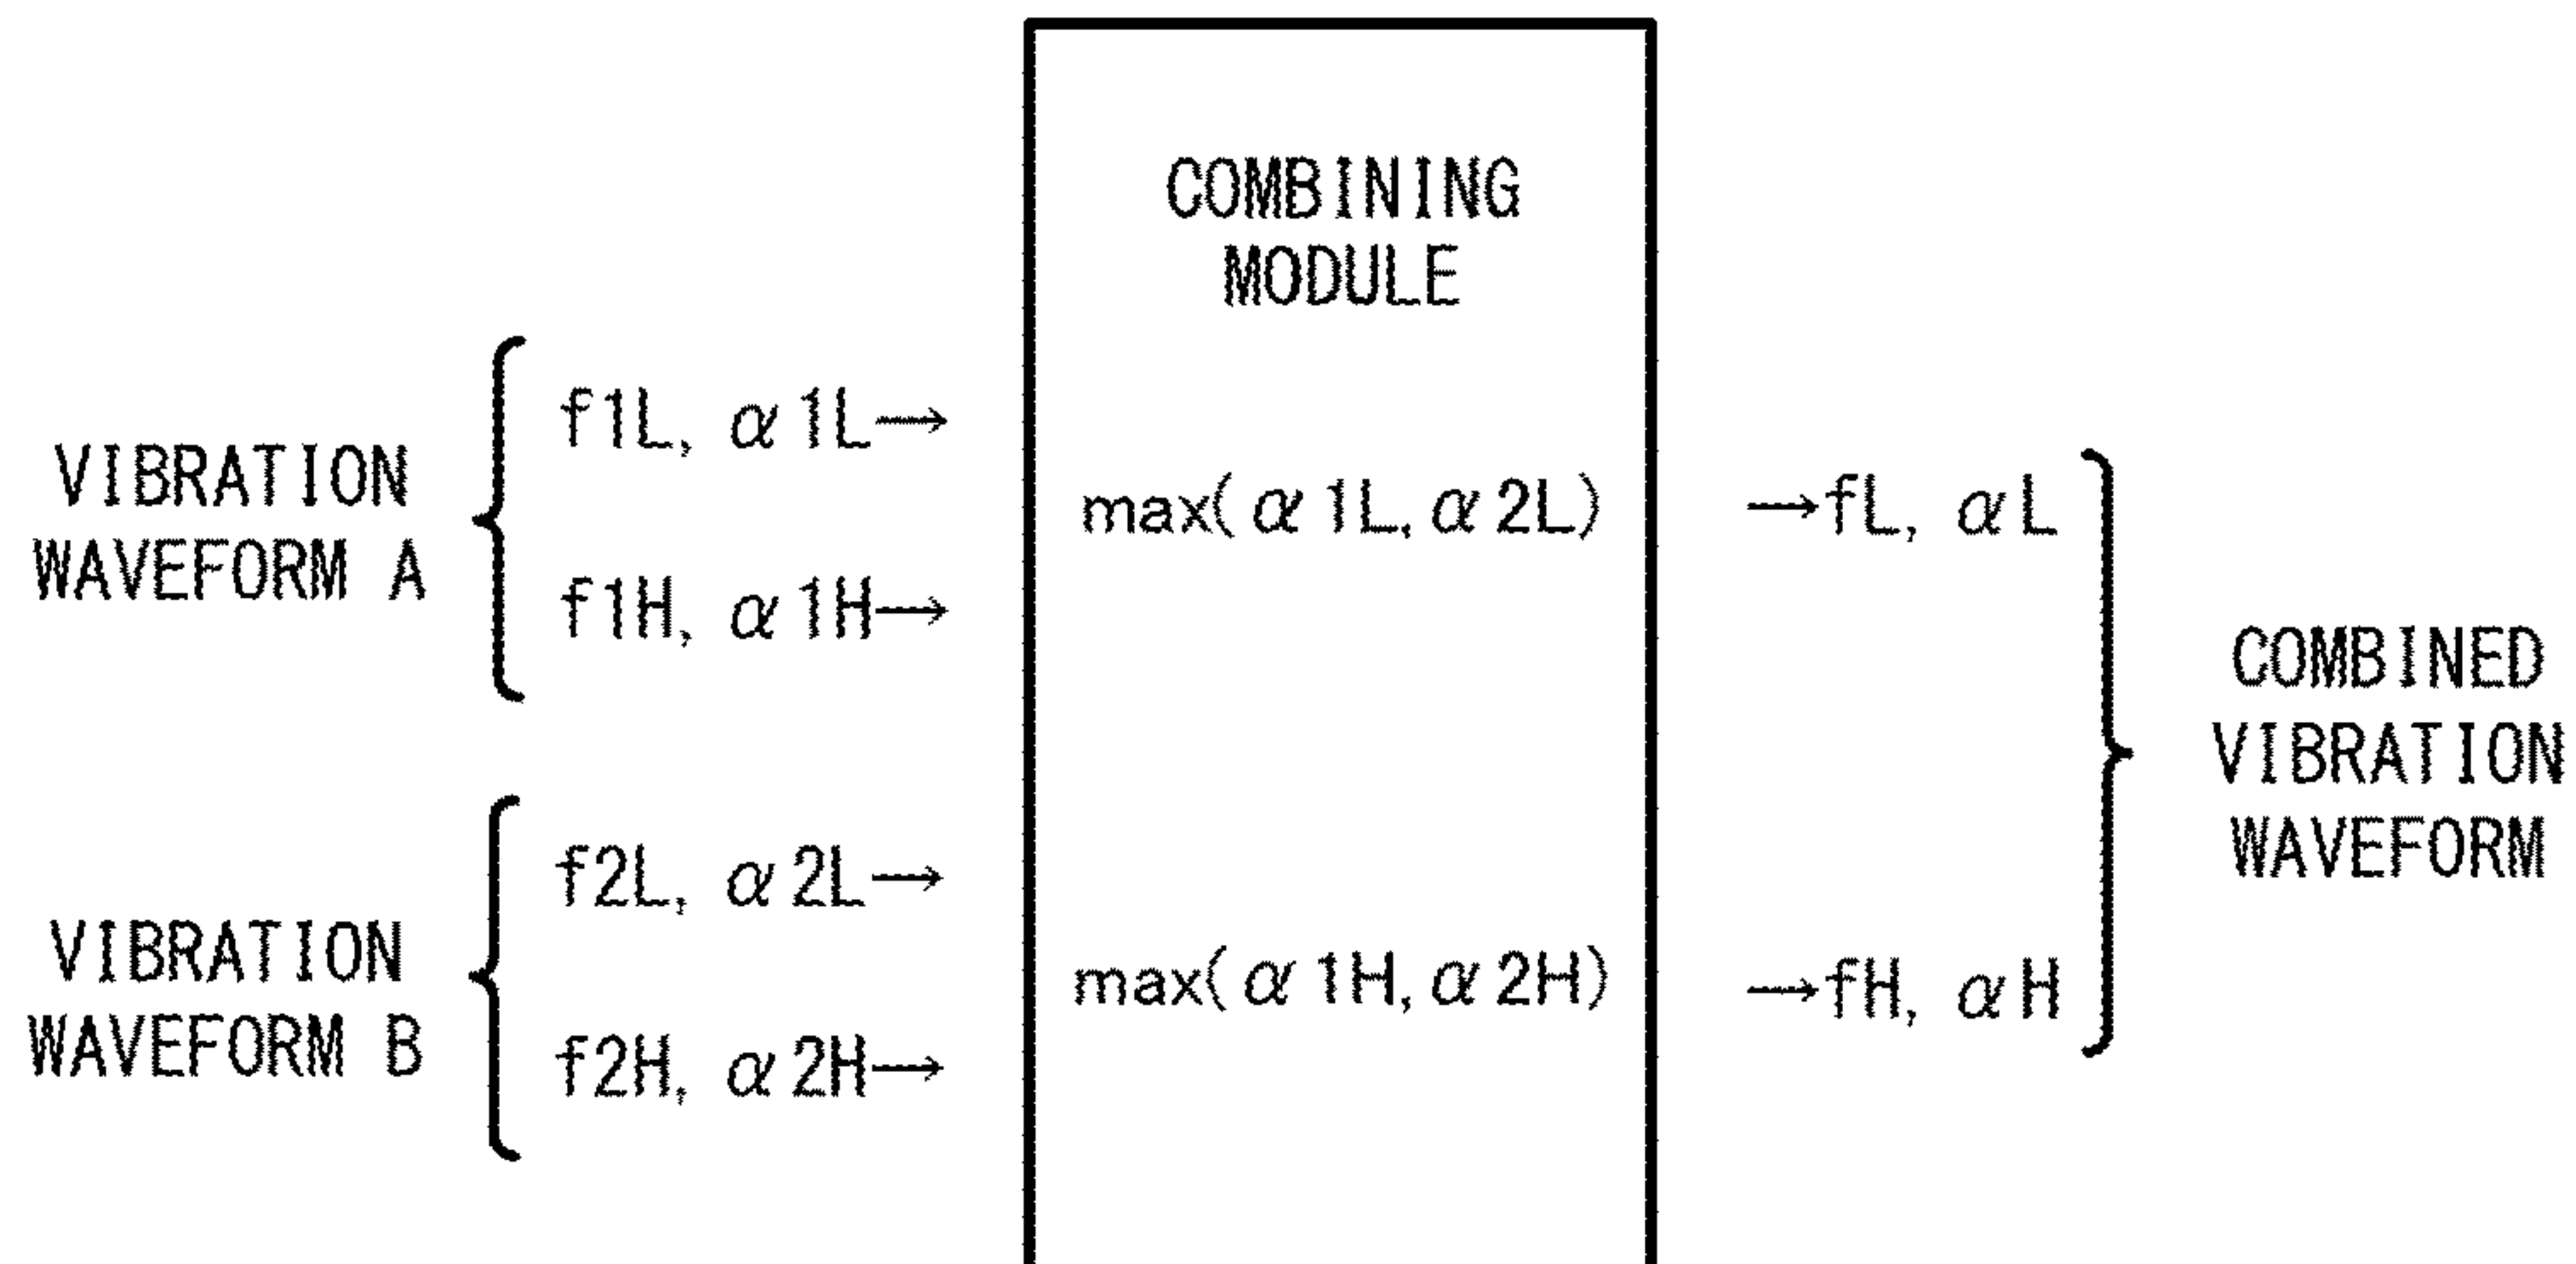 COMBINING
MODULE
VIBRATION
WAVEFORM A
f1L, α1L→
f1H, α1H→
VIBRATION
WAVEFORM B
f2L, α2L→
f2H, α2H→
max(α1L, α2L)
max(α1H, α2H)
→fL, αL
→fH, αH
COMBINED
VIBRATION
WAVEFORM